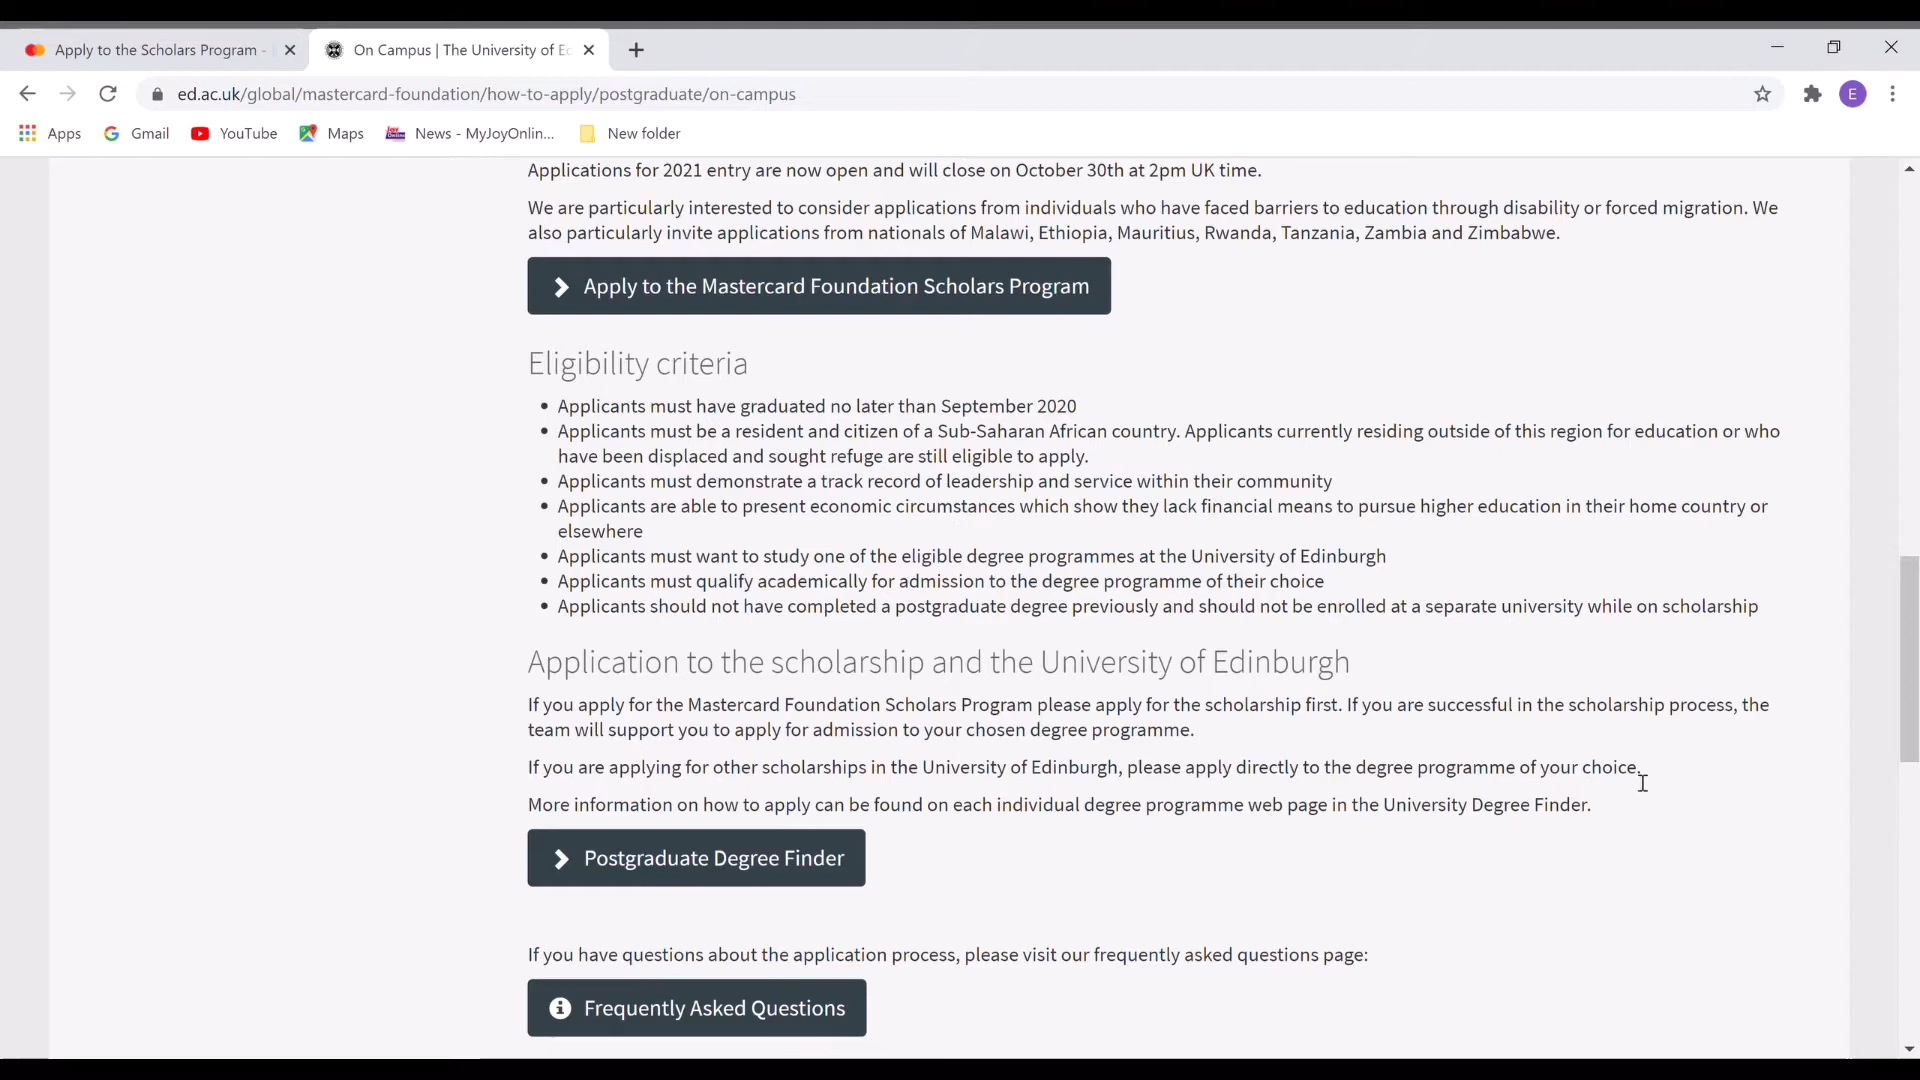 Apply to the Scholars Program -
On Campus | The University of Ed
ed.ac.uk/global/mastercard-foundation/how-to-apply/postgraduate/on-campus
E
Apps
Gmail
YouTube
Maps
News - MyJoyOnlin...
New folder
Applications for 2021 entry are now open and will close on October 30th at 2pm UK time.
We are particularly interested to consider applications from individuals who have faced barriers to education through disability or forced migration. We
also particularly invite applications from nationals of Malawi, Ethiopia, Mauritius, Rwanda, Tanzania, Zambia and Zimbabwe.
Apply to the Mastercard Foundation Scholars Program
Eligibility criteria
• Applicants must have graduated no later than September 2020
• Applicants must be a resident and citizen of a Sub-Saharan African country. Applicants currently residing outside of this region for education or who
have been displaced and sought refuge are still eligible to apply.
• Applicants must demonstrate a track record of leadership and service within their community
• Applicants are able to present economic circumstances which show they lack financial means to pursue higher education in their home country or
elsewhere
• Applicants must want to study one of the eligible degree programmes at the University of Edinburgh
• Applicants must qualify academically for admission to the degree programme of their choice
• Applicants should not have completed a postgraduate degree previously and should not be enrolled at a separate university while on scholarship
Application to the scholarship and the University of Edinburgh
If you apply for the Mastercard Foundation Scholars Program please apply for the scholarship first. If you are successful in the scholarship process, the
team will support you to apply for admission to your chosen degree programme.
If you are applying for other scholarships in the University of Edinburgh, please apply directly to the degree programme of your choice.
More information on how to apply can be found on each individual degree programme web page in the University Degree Finder.
Postgraduate Degree Finder
If you have questions about the application process, please visit our frequently asked questions page:
Frequently Asked Questions